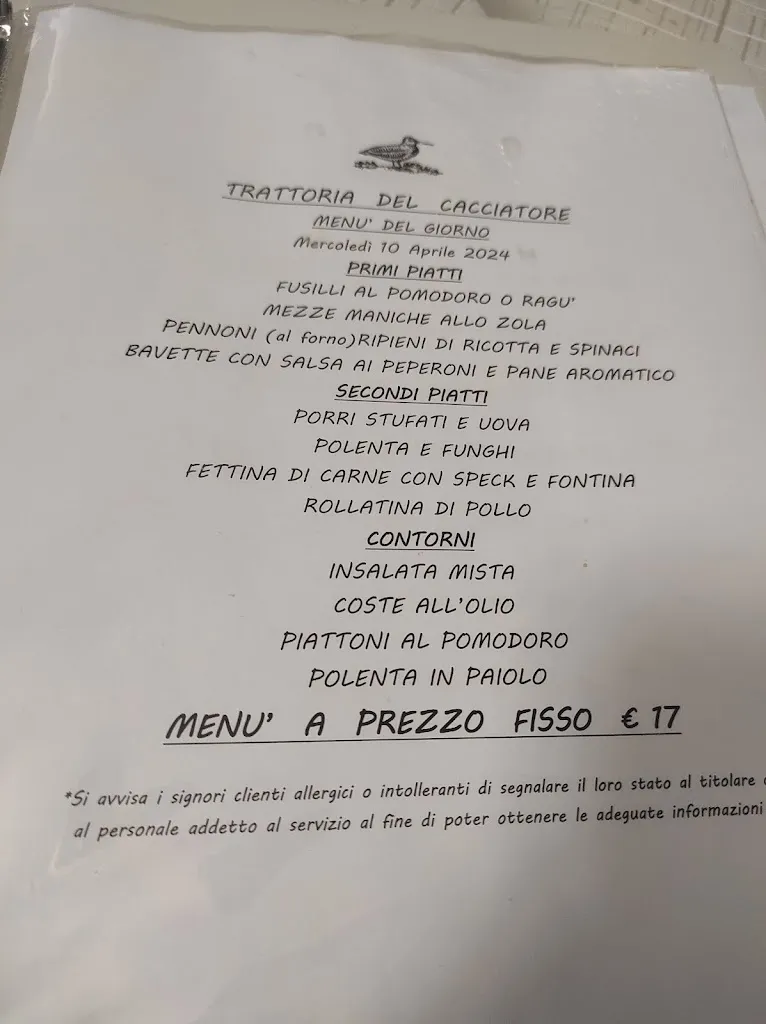 TRATTORIA DEL CACCIATORE
MENU' DEL GIORNO
Mercoledì 10 Aprile 2024
PRIMI PIATTI
FUSILLI AL POMODORO O RAGU'
MEZZE MANICHE ALLO ZOLA
PENNONI (al forno)RIPIENI DI RICOTTA E SPINACI
BAVETTE CON SALSA AI PEPERONI E PANE AROMATICO
SECONDI PIATTI
PORRI STUFATI E UOVA
POLENTA E FUNGHI
FETTINA DI CARNE CON SPECK E FONTINA
ROLLATINA DI POLLO
CONTORNI
INSALATA MISTA
COSTE ALL'OLIO
PIATTONI AL POMODORO
POLENTA IN PAIOLO
MENU' A PREZZO FISSO € 17
*Si avvisa i signori clienti allergici o intolleranti di segnalare il loro stato al titolare
al personale addetto al servizio al fine di poter ottenere le adeguate informazioni